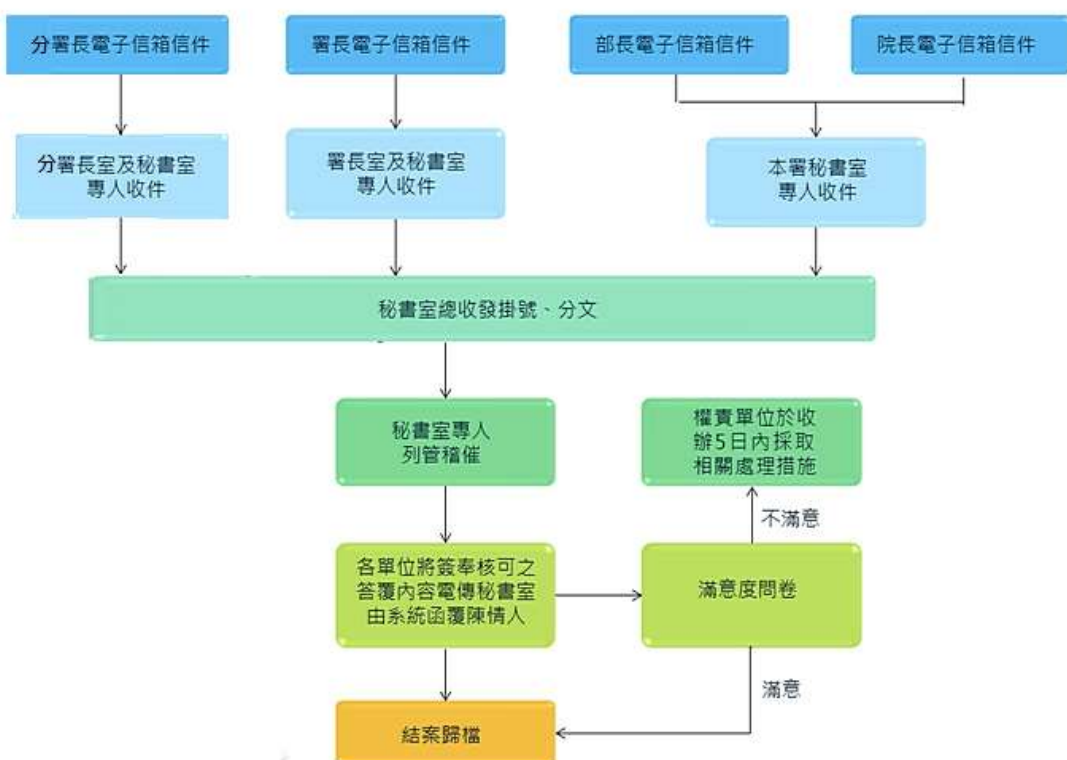 分署長電子信箱信件
署長電子信箱信件
部長電子信箱信件
院長電子信箱信件
分署長室及秘書室
專人收件
署長室及秘書室
專人收件
本署秘書室
專人收件
秘書室總收發掛號、分文
秘書室專人
列管稽催
權責單位於收
辦5日內採取
相關處理措施
不滿意
各單位將簽奉核可之
答覆內容電傳秘書室
由系統函覆陳情人
滿意度問卷
滿意
結案歸檔